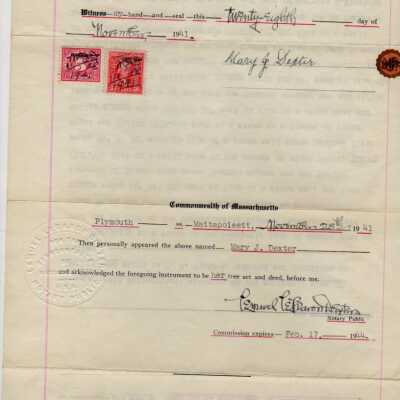 Witness my hand and seal this twenty eighth day of
November 1941
Mary J. Dexter
Commonwealth of Massachusetts
Plymouth ss Mattapoisett, November 28th 1941
Then personally appeared the above named Mary J. Dexter
and acknowledged the foregoing instrument to be her free act and deed, before me.
Notary Public
Commission expires Feb. 17, 1944.